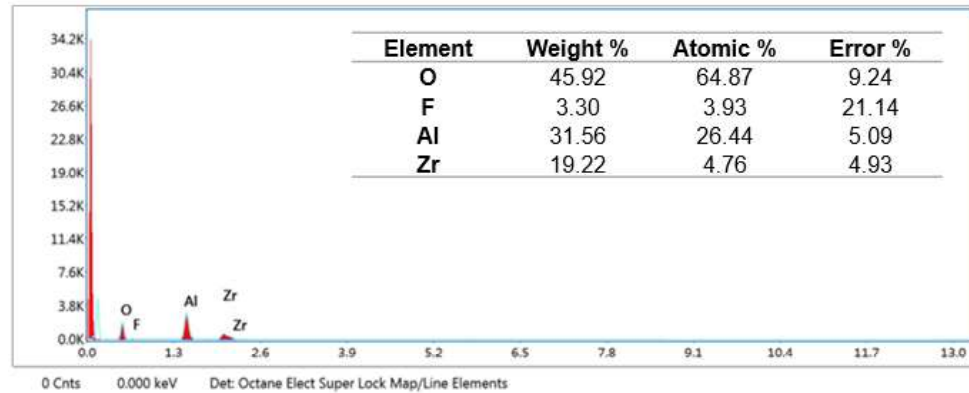 Element Weight % Atomic % Error %
O 45.92 64.87 9.24
F 3.30 3.93 21.14
Al 31.56 26.44 5.09
Zr 19.22 4.76 4.93
34.2K
30.4K
26.6K
22.8K
19.0K
15.2K
11.4K
7.6K
3.8K
0.0K
O
F
Al
Zr
Zr
0.0 1.3 2.6 3.9 5.2 6.5 7.8 9.1 10.4 11.7 13.0
0 Cnts 0.000 keV Det: Octane Elect Super Lock Map/Line Elements